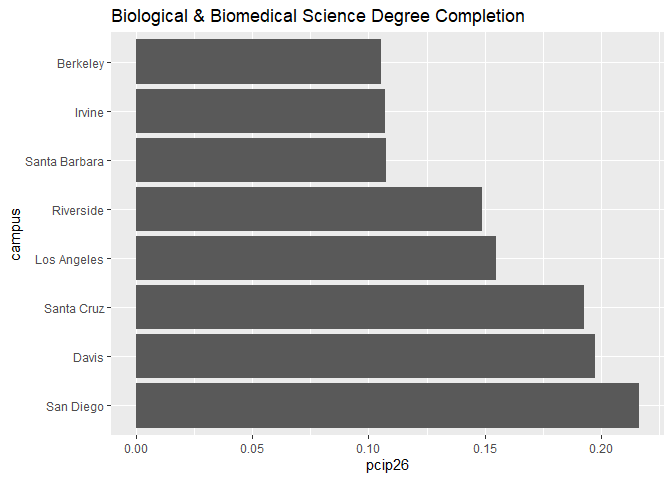 Biological & Biomedical Science Degree Completion
campus
Berkeley
Irvine
Santa Barbara
Riverside
Los Angeles
Santa Cruz
Davis
San Diego
0.00 0.05 0.10 0.15 0.20
pcip26